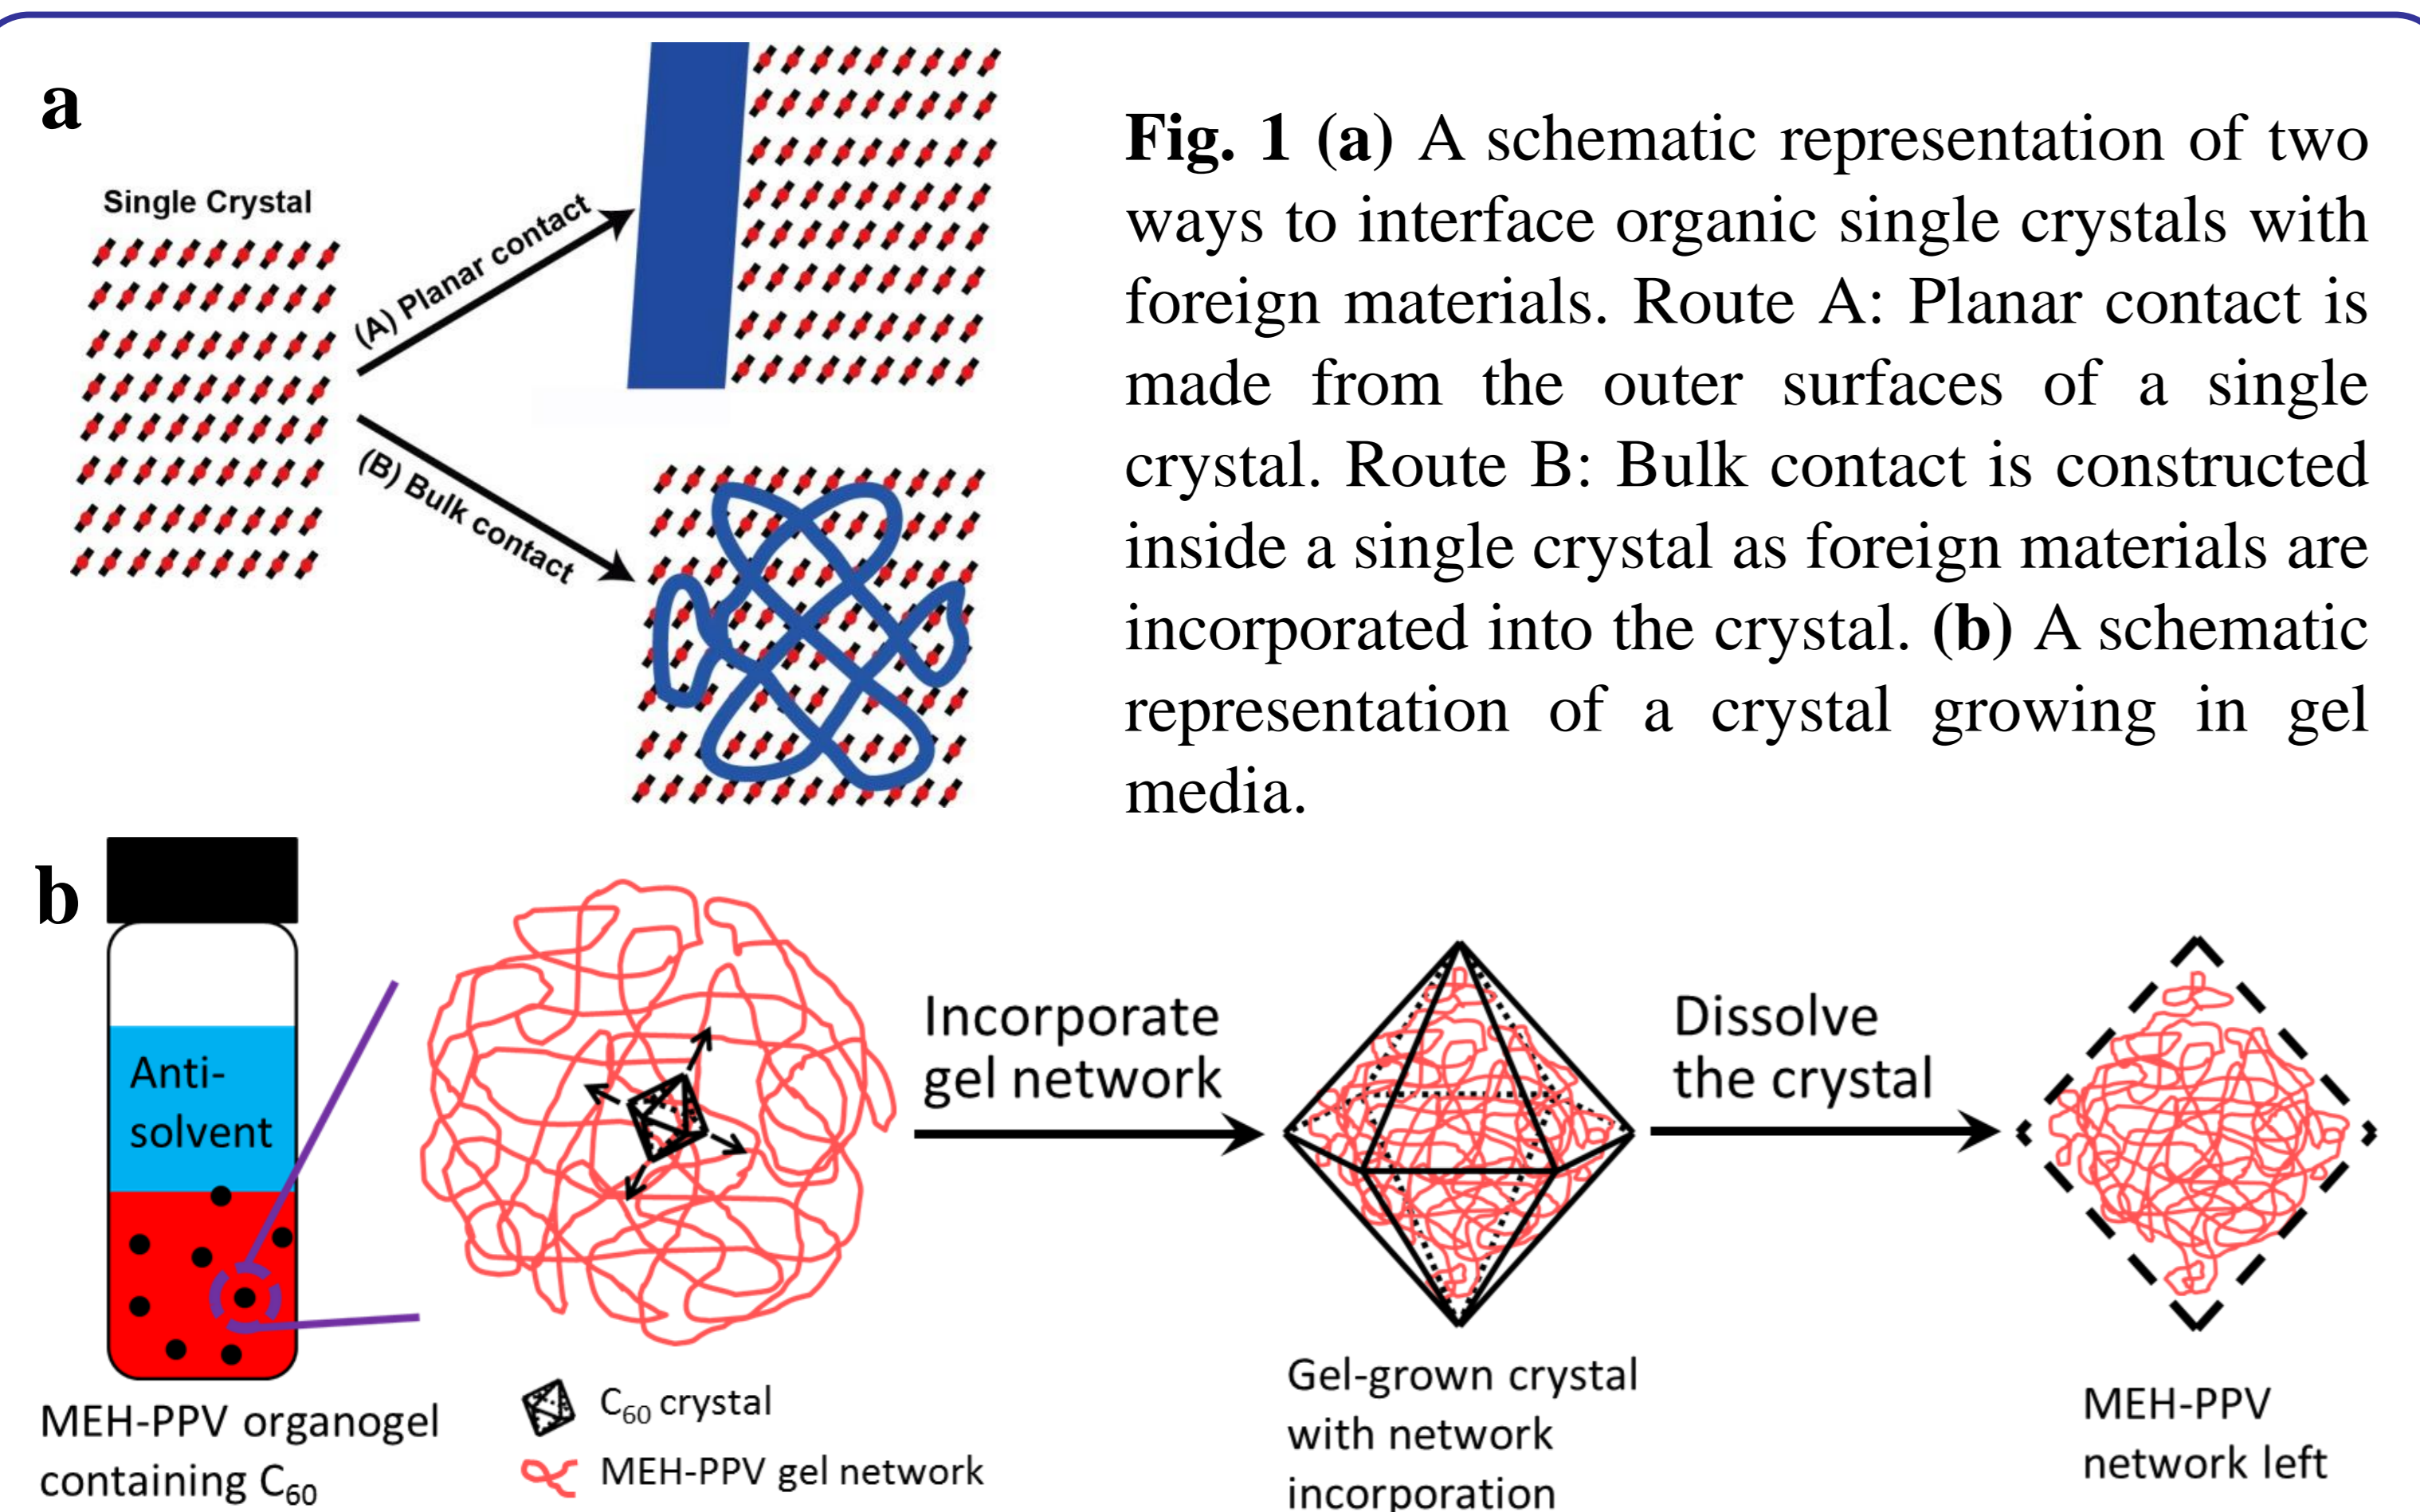 a
Single Crystal
(A) Planar contact
(B) Bulk contact
Fig. 1 (a) A schematic representation of two
ways to interface organic single crystals with
foreign materials. Route A: Planar contact is
made from the outer surfaces of a single
crystal. Route B: Bulk contact is constructed
inside a single crystal as foreign materials are
incorporated into the crystal. (b) A schematic
representation of a crystal growing in gel
media.
b
Anti-
solvent
MEH-PPV organogel
containing C60
C60 crystal
MEH-PPV gel network
Incorporate
gel network
Gel-grown crystal
with network
incorporation
Dissolve
the crystal
MEH-PPV
network left